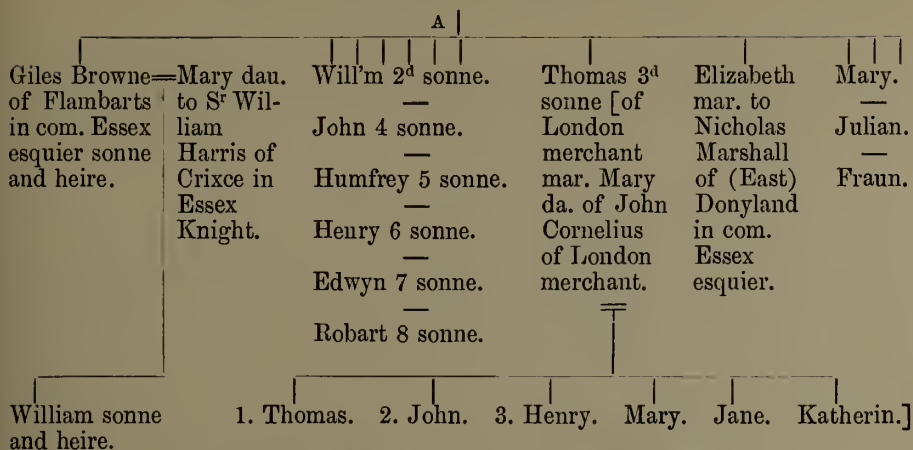 A
Giles Browne=Mary dau.
of Flambarts
in com. Essex
esquier sonne
and heire.
to Sʳ Wil-
liam
Harris of
Crixce in
Essex
Knight.
Will'm 2ᵈ sonne.
—
John 4 sonne.
—
Humfrey 5 sonne.
—
Henry 6 sonne.
—
Edwyn 7 sonne.
—
Robart 8 sonne.
Thomas 3ᵈ
sonne [of
London
merchant
mar. Mary
da. of John
Cornelius
of London
merchant.
Elizabeth
mar. to
Nicholas
Marshall
of (East)
Donyland
in com.
Essex
esquier.
Mary.
—
Julian.
—
Fraun.
William sonne
and heire.
1. Thomas. 2. John. 3. Henry. Mary. Jane. Katherin.]